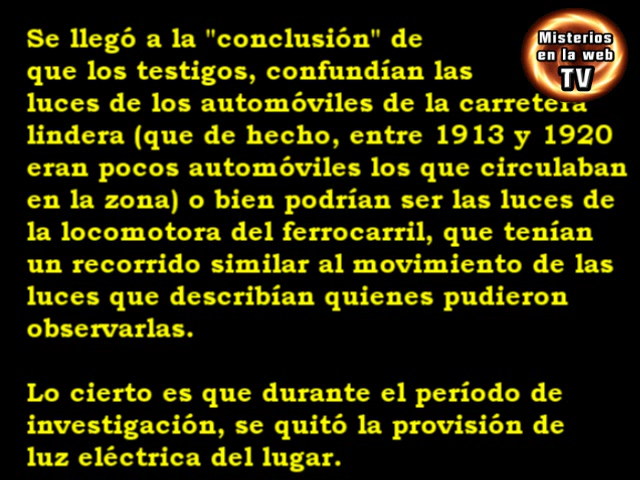 Se llegó a la "conclusión" de
que los testigos, confundían las
luces de los automóviles de la carretera
lindera (que de hecho, entre 1913 y 1920
eran pocos automóviles los que circulaban
en la zona) o bien podrían ser las luces de
la locomotora del ferrocarril, que tenían
un recorrido similar al movimiento de las
luces que describían quienes pudieron
observarlas.
Lo cierto es que durante el período de
investigación, se quitó la provisión de
luz eléctrica del lugar.
Misterios
en la web
TV